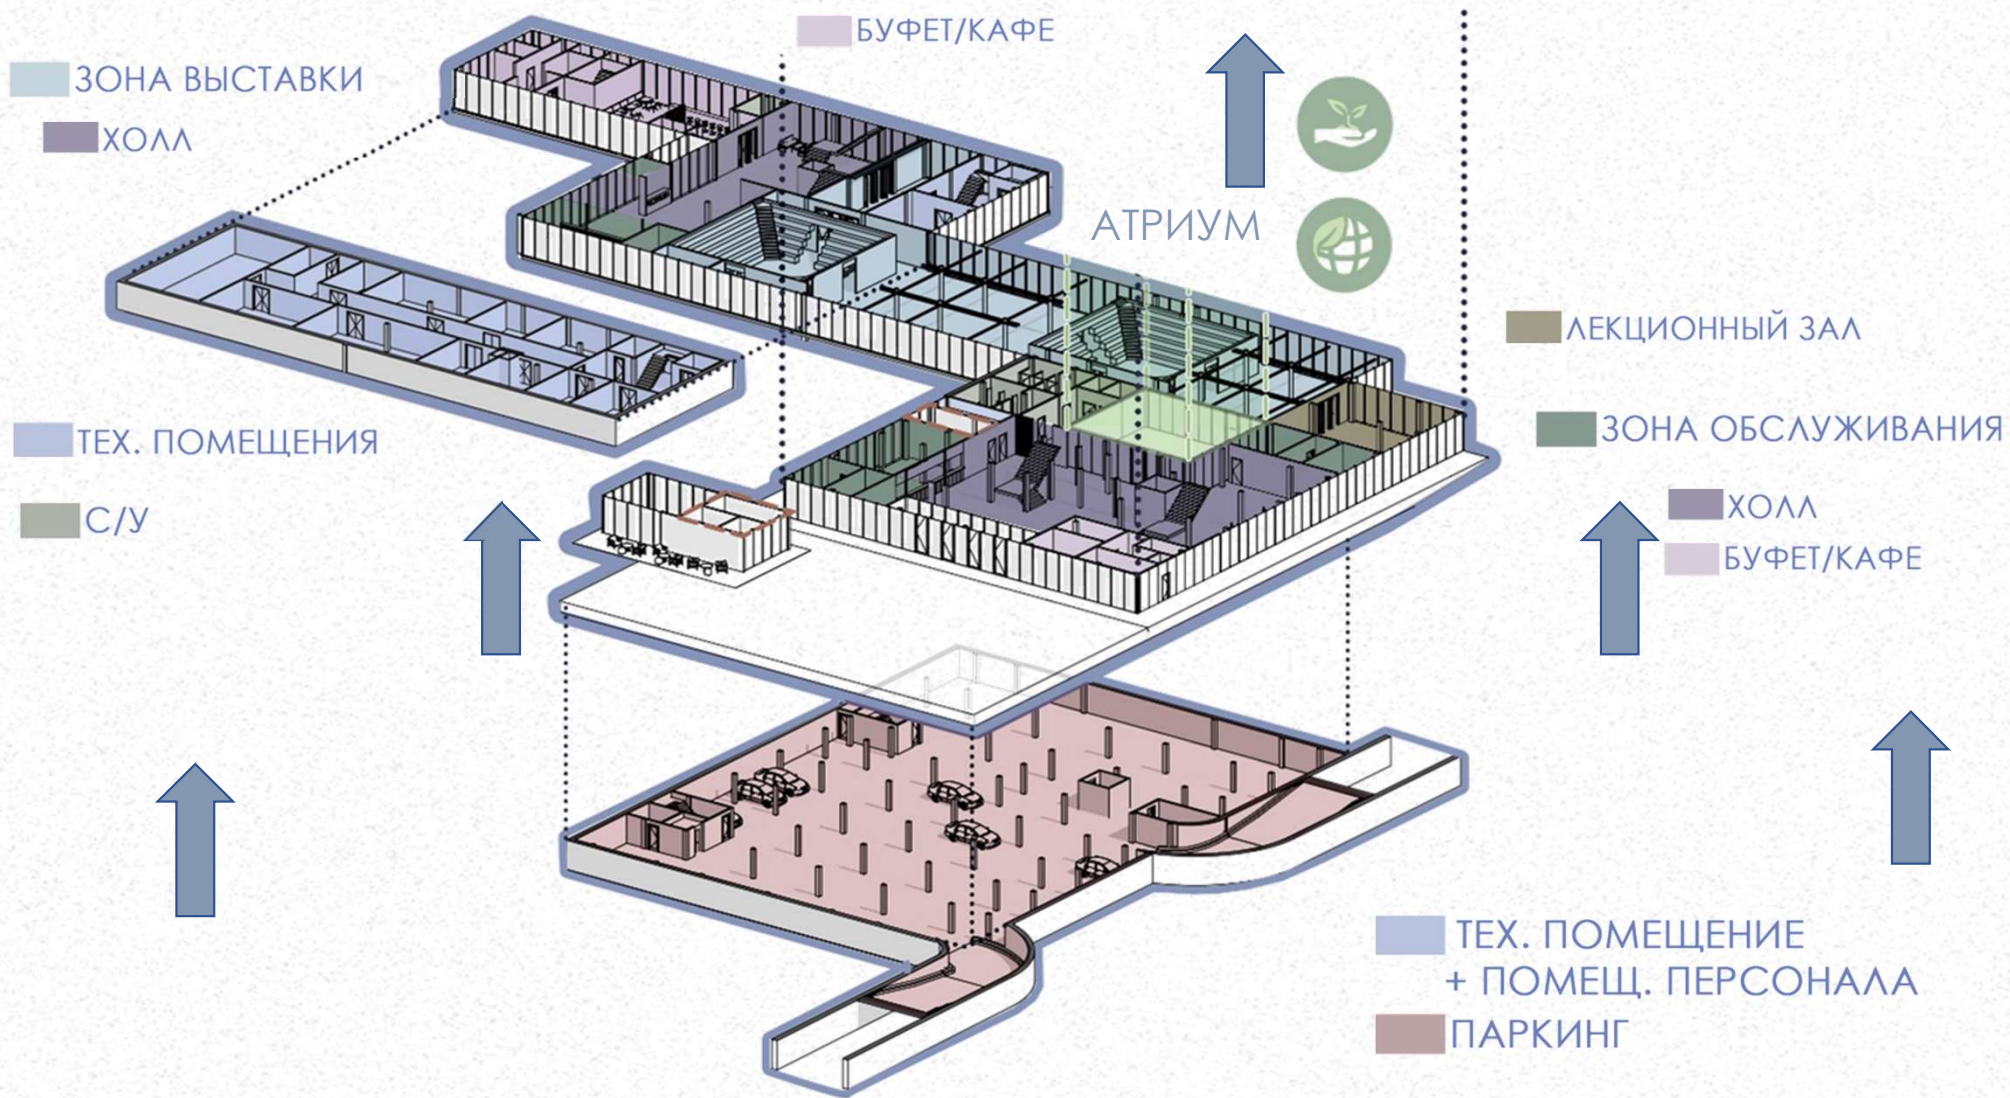 БУФЕТ/КАФЕ
ЗОНА ВЫСТАВКИ
ХОЛЛ
АТРИУМ
ЛЕКЦИОННЫЙ ЗАЛ
ЗОНА ОБСЛУЖИВАНИЯ
ТЕХ. ПОМЕЩЕНИЯ
С/У
ХОЛЛ
БУФЕТ/КАФЕ
ТЕХ. ПОМЕЩЕНИЕ
+ ПОМЕЩ. ПЕРСОНАЛА
ПАРКИНГ